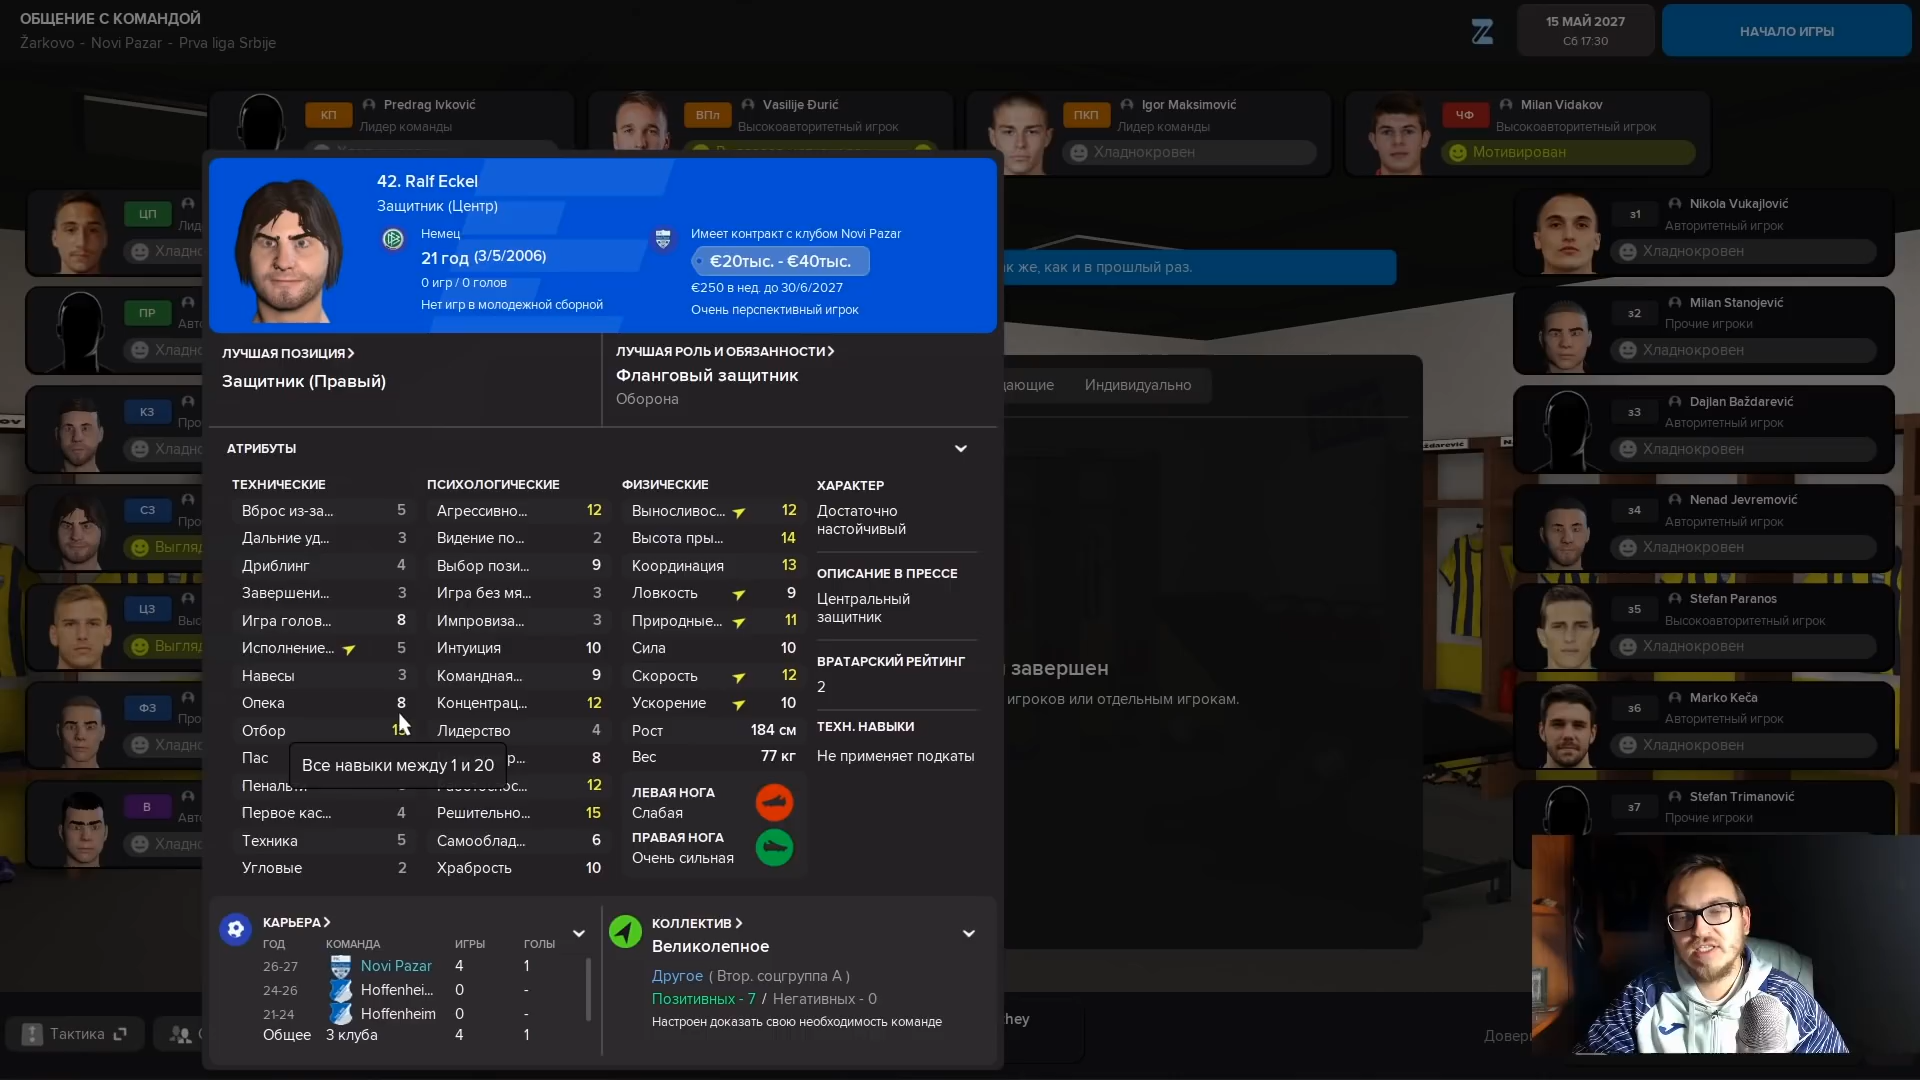 ОБЩЕНИЕ С КОМАНДОЙ
Žarkovo - Novi Pazar - Prva liga Srbije
15 МАЙ 2027
Сб 17:30
НАЧАЛО ИГРЫ
КП
Predrag Ivković
Лидер команды
ВПл
Vasilije Đurić
Высокоавторитетный игрок
ПКП
Igor Maksimović
Лидер команды
Хладнокровен
ЧФ
Milan Vidakov
Высокоавторитетный игрок
Мотивирован
ЦП
ПР
КЗ
СЗ
ЦЗ
ФЗ
В
42. Ralf Eckel
Защитник (Центр)
Немец
21 год (3/5/2006)
0 игр / 0 голов
Нет игр в молодежной сборной
Имеет контракт с клубом Novi Pazar
€20тыс. - €40тыс.
€250 в нед. до 30/6/2027
Очень перспективный игрок
ЛУЧШАЯ ПОЗИЦИЯ
Защитник (Правый)
ЛУЧШАЯ РОЛЬ И ОБЯЗАННОСТИ
Фланговый защитник
Оборона
АТРИБУТЫ
ТЕХНИЧЕСКИЕ
Вброс из-за... 5
Дальние уд... 3
Дриблинг 4
Завершени... 3
Игра голов... 8
Исполнение... 5
Навесы 3
Опека 8
Отбор
Пас
Все навыки между 1 и 20
Первое кас... 4
Техника 5
Угловые 2
ПСИХОЛОГИЧЕСКИЕ
Агрессивно... 12
Видение по... 2
Выбор пози... 9
Игра без мя... 3
Импровиза... 3
Интуиция 10
Командная... 9
Концентрац... 12
Лидерство 4
8
12
Решительно... 15
Самооблад... 6
Храбрость 10
ФИЗИЧЕСКИЕ
Выносливос... 12
Высота пры... 14
Координация 13
Ловкость 9
Природные... 11
Сила 10
Скорость 12
Ускорение 10
Рост 184 см
Вес 77 кг
ЛЕВАЯ НОГА
Слабая
ПРАВАЯ НОГА
Очень сильная
ХАРАКТЕР
Достаточно
настойчивый
ОПИСАНИЕ В ПРЕССЕ
Центральный
защитник
ВРАТАРСКИЙ РЕЙТИНГ
2
ТЕХН. НАВЫКИ
Не применяет подкаты
КАРЬЕРА
ГОД КОМАНДА ИГРЫ ГОЛЫ
26-27 Novi Pazar 4 1
24-26 Hoffenhei... 0 -
21-24 Hoffenheim 0 -
Общее 3 клуба 4 1
КОЛЛЕКТИВ
Великолепное
Другое ( Втор. соцгруппа A )
Позитивных - 7 / Негативных - 0
Настроен доказать свою необходимость команде
так же, как и в прошлый раз.
Индивидуально
завершен
игроков или отдельным игрокам.
з1
Nikola Vukajlović
Авторитетный игрок
Хладнокровен
з2
Milan Stanojević
Прочие игроки
Хладнокровен
з3
Dajlan Baždarević
Авторитетный игрок
Хладнокровен
з4
Nenad Jevremović
Авторитетный игрок
Хладнокровен
з5
Stefan Paranos
Высокоавторитетный игрок
Хладнокровен
з6
Marko Keča
Авторитетный игрок
Хладнокровен
з7
Stefan Trimanović
Прочие игроки
Тактика